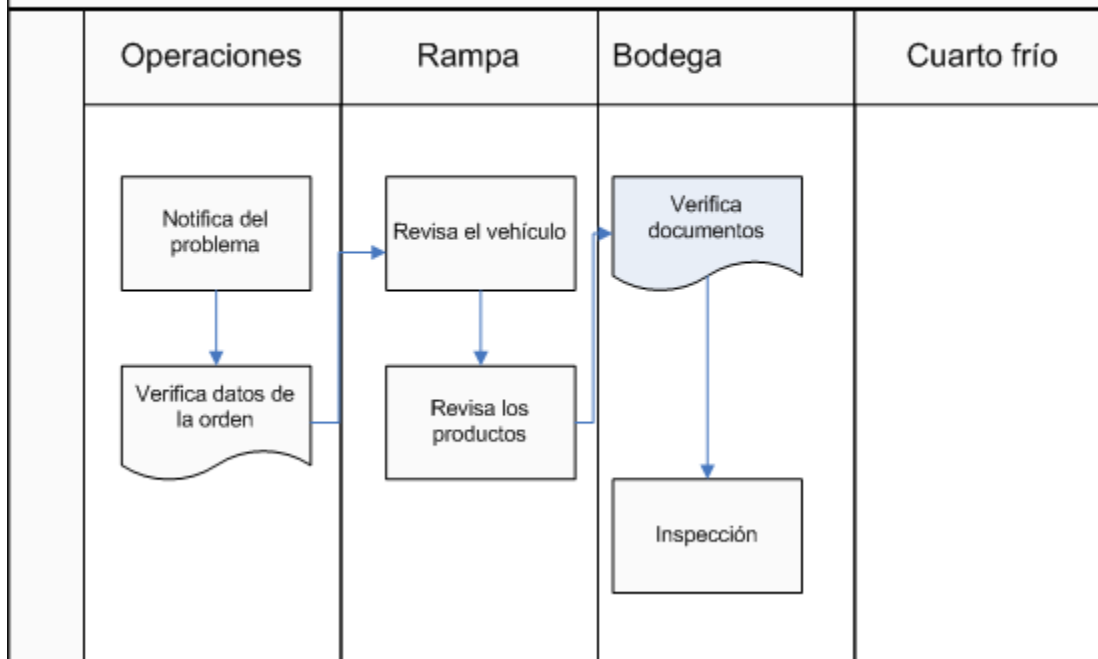 Operaciones
Rampa
Bodega
Cuarto frío
Notifica del
problema
Verifica datos de
la orden
Revisa el vehículo
Revisa los
productos
Verifica
documentos
Inspección